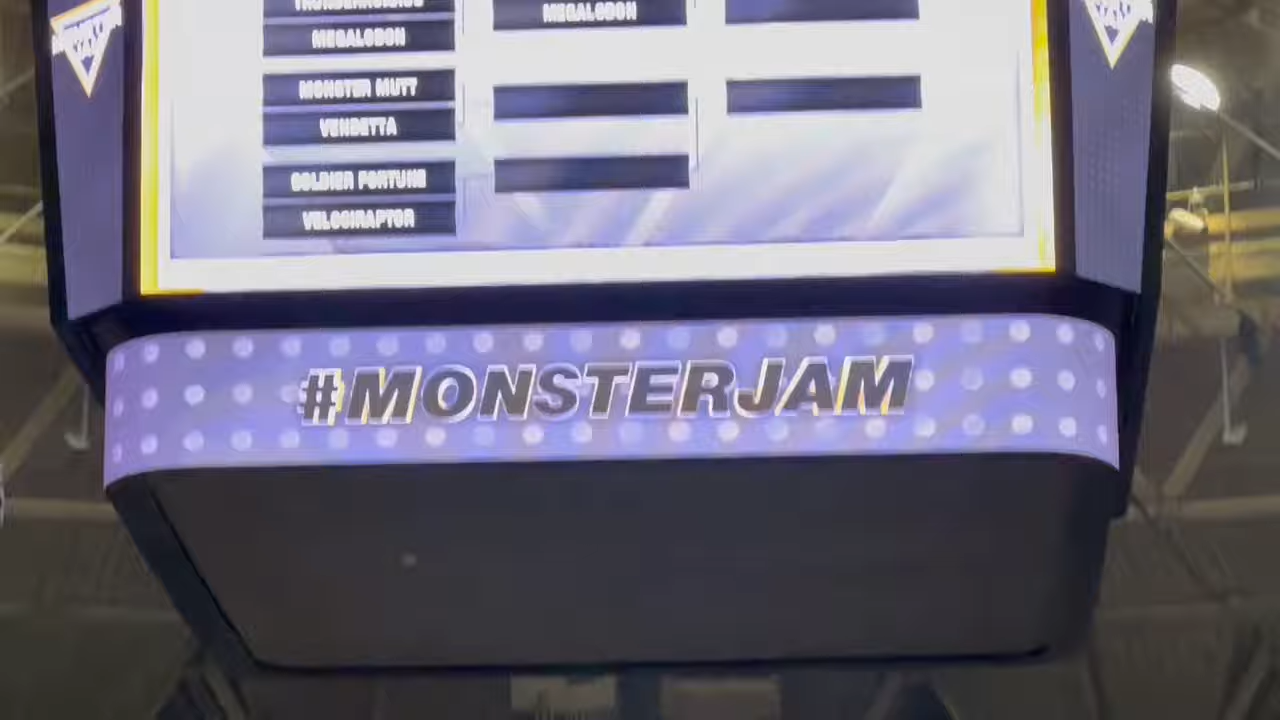 MEGALODON
MEGALODON
MONSTER MUTT
VENDETTA
SOLDIER FORTUNE
VELOCIRAPTOR
#MONSTERJAM